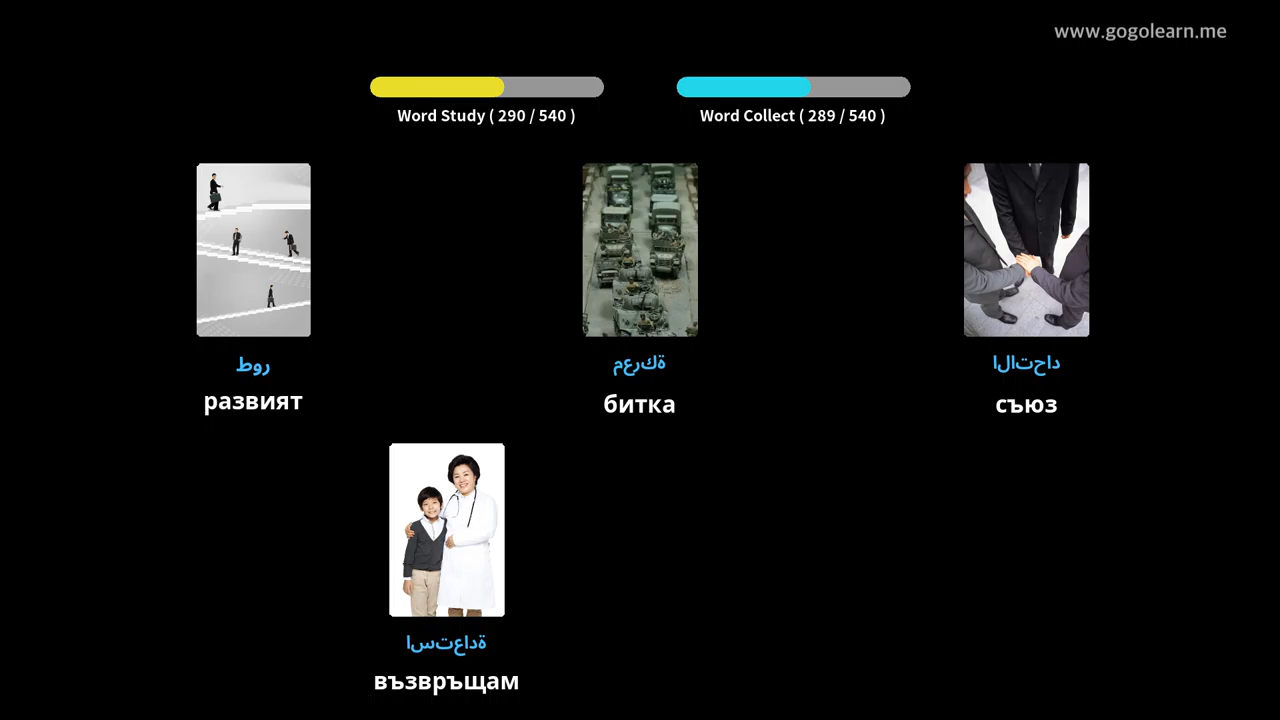 www.gogolearn.me
Word Study ( 290 / 540 )
Word Collect ( 289 / 540 )
طور
معركة
الاتحاد
развият
битка
съюз
استعادة
възвръщам